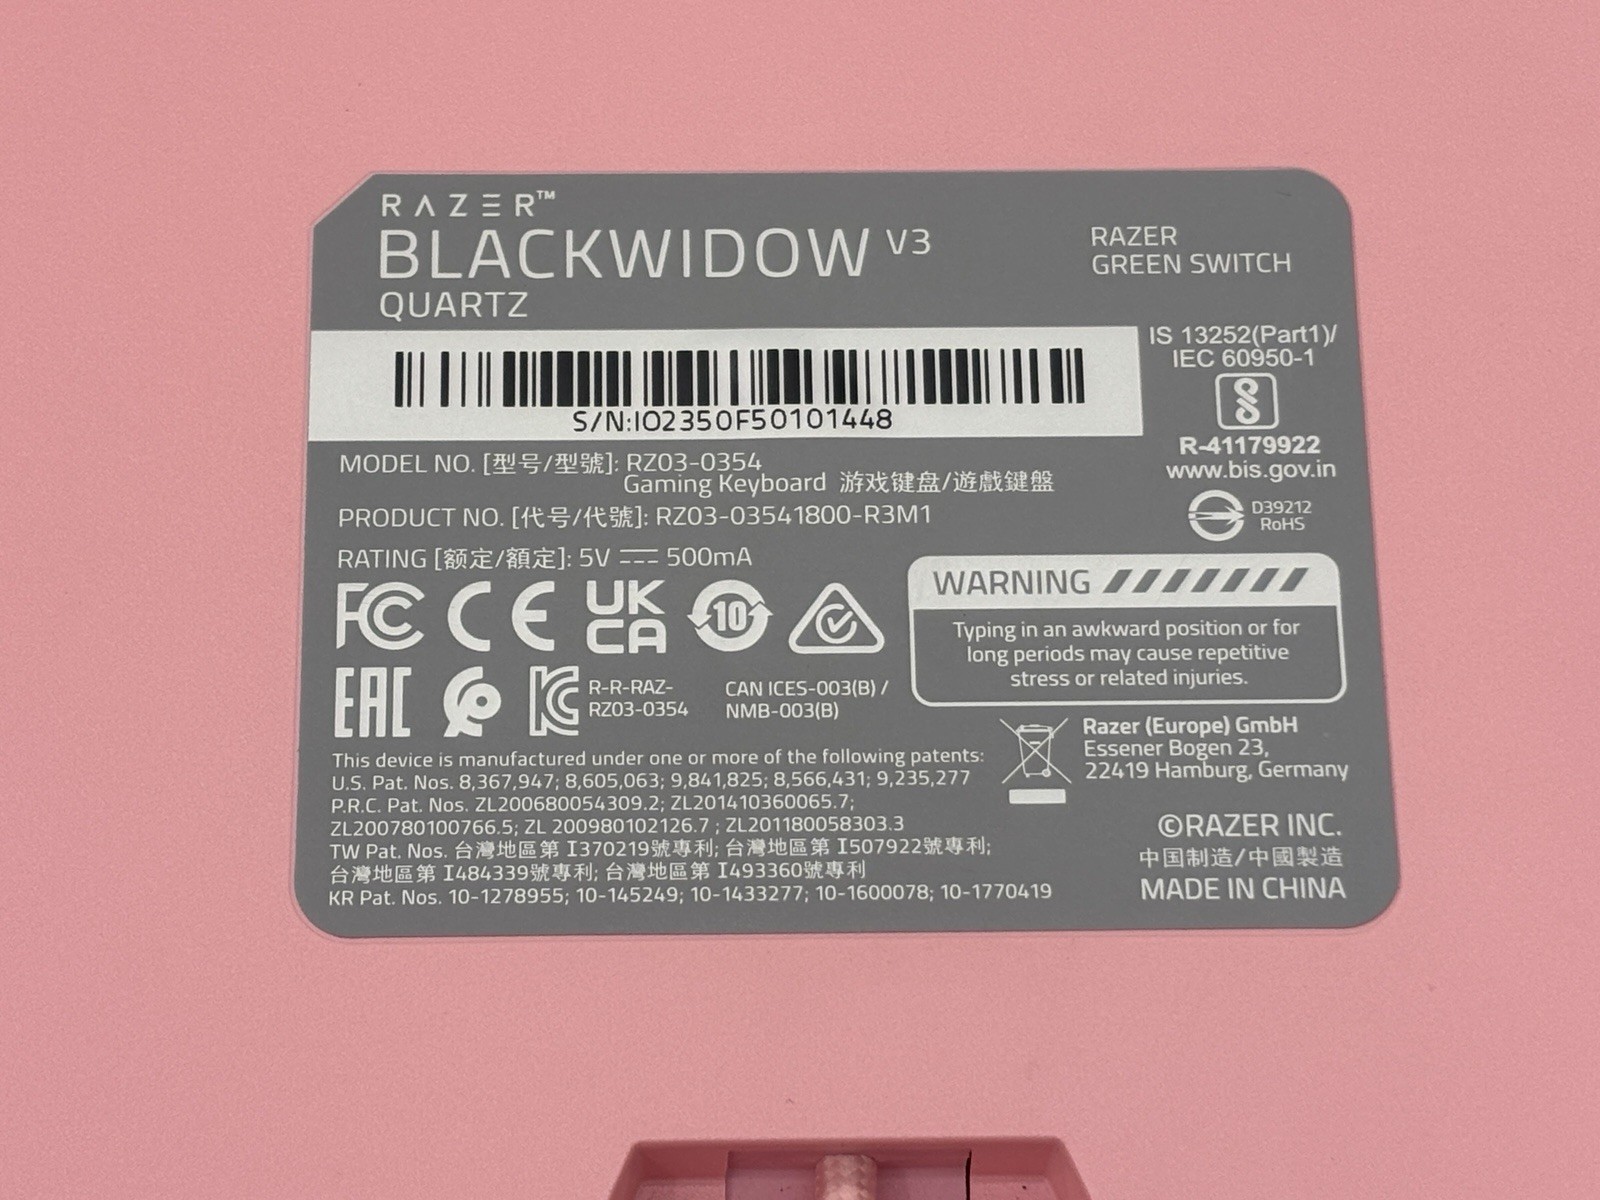 RAZER™
BLACKWIDOW V3
QUARTZ
RAZER
GREEN SWITCH
S/N:IO2350F50101448
IS 13252(Part1)/
IEC 60950-1
R-41179922
www.bis.gov.in
D39212
RoHS
MODEL NO. [型号/型號]: RZ03-0354
Gaming Keyboard 游戏键盘/遊戲鍵盤
PRODUCT NO. [代号/代號]: RZ03-03541800-R3M1
RATING [额定/額定]: 5V ⎓ 500mA
FC CE UKCA 10
EAC KC R-R-RAZ-
RZ03-0354
CAN ICES-003(B) /
NMB-003(B)
WARNING
Typing in an awkward position or for
long periods may cause repetitive
stress or related injuries.
Razer (Europe) GmbH
Essener Bogen 23,
22419 Hamburg, Germany
This device is manufactured under one or more of the following patents:
U.S. Pat. Nos. 8,367,947; 8,605,063; 9,841,825; 8,566,431; 9,235,277
P.R.C. Pat. Nos. ZL200680054309.2; ZL201410360065.7;
ZL200780100766.5; ZL 200980102126.7 ; ZL201180058303.3
TW Pat. Nos. 台灣地區第 I370219號專利; 台灣地區第 I507922號專利;
台灣地區第 I484339號專利; 台灣地區第 I493360號專利
KR Pat. Nos. 10-1278955; 10-145249; 10-1433277; 10-1600078; 10-1770419
©RAZER INC.
中国制造/中國製造
MADE IN CHINA